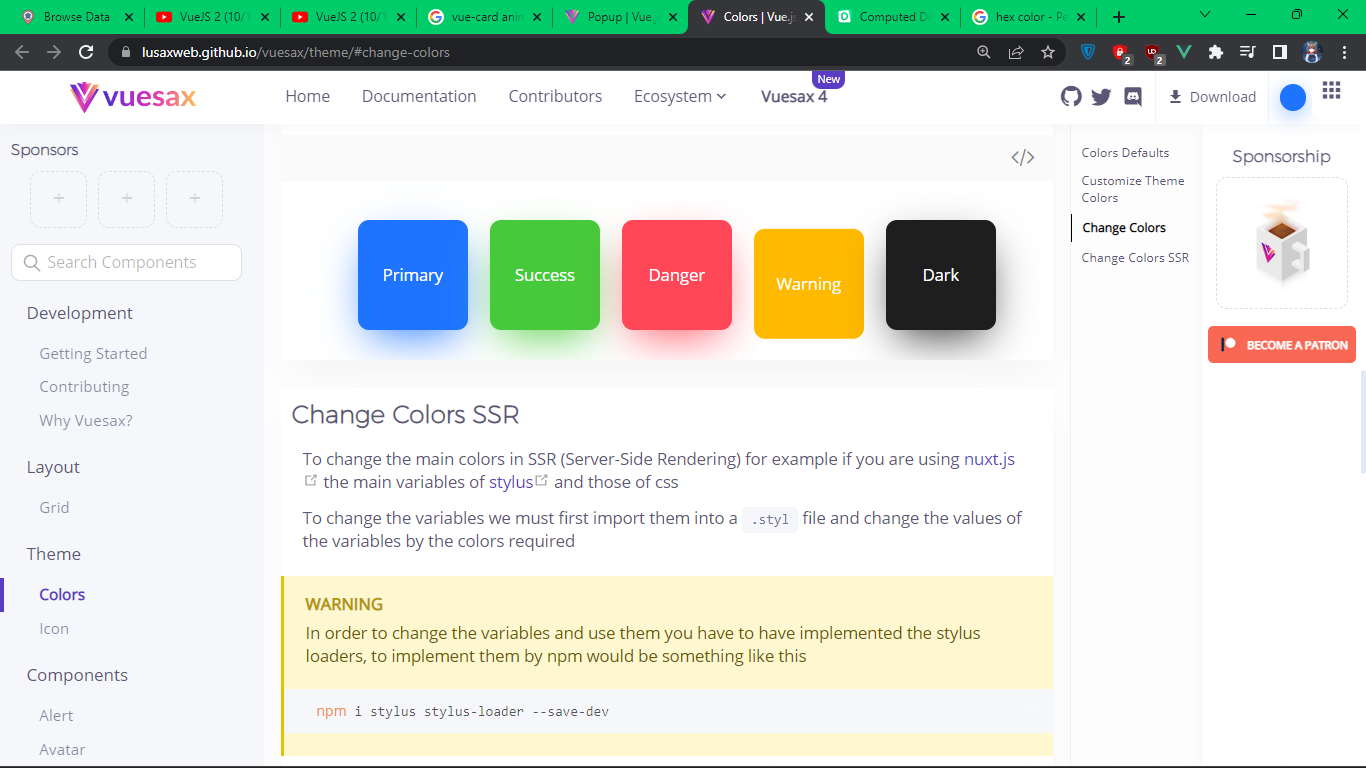 Browse Data
VueJS 2 (10/1
VueJS 2 (10/1
vue-card anim
Popup | Vue.js
Colors | Vue.js
Computed D
hex color - Pe
lusaxweb.github.io/vuesax/theme/#change-colors
2
2
vuesax
Home
Documentation
Contributors
Ecosystem
Vuesax 4
New
Download
Sponsors
+
+
+
Search Components
Development
Getting Started
Contributing
Why Vuesax?
Layout
Grid
Theme
Colors
Icon
Components
Alert
Avatar
</>
Primary
Success
Danger
Warning
Dark
Change Colors SSR
To change the main colors in SSR (Server-Side Rendering) for example if you are using nuxt.js
the main variables of stylus and those of css
To change the variables we must first import them into a .styl file and change the values of
the variables by the colors required
WARNING
In order to change the variables and use them you have to have implemented the stylus
loaders, to implement them by npm would be something like this
npm i stylus stylus-loader --save-dev
Colors Defaults
Customize Theme
Colors
Change Colors
Change Colors SSR
Sponsorship
BECOME A PATRON